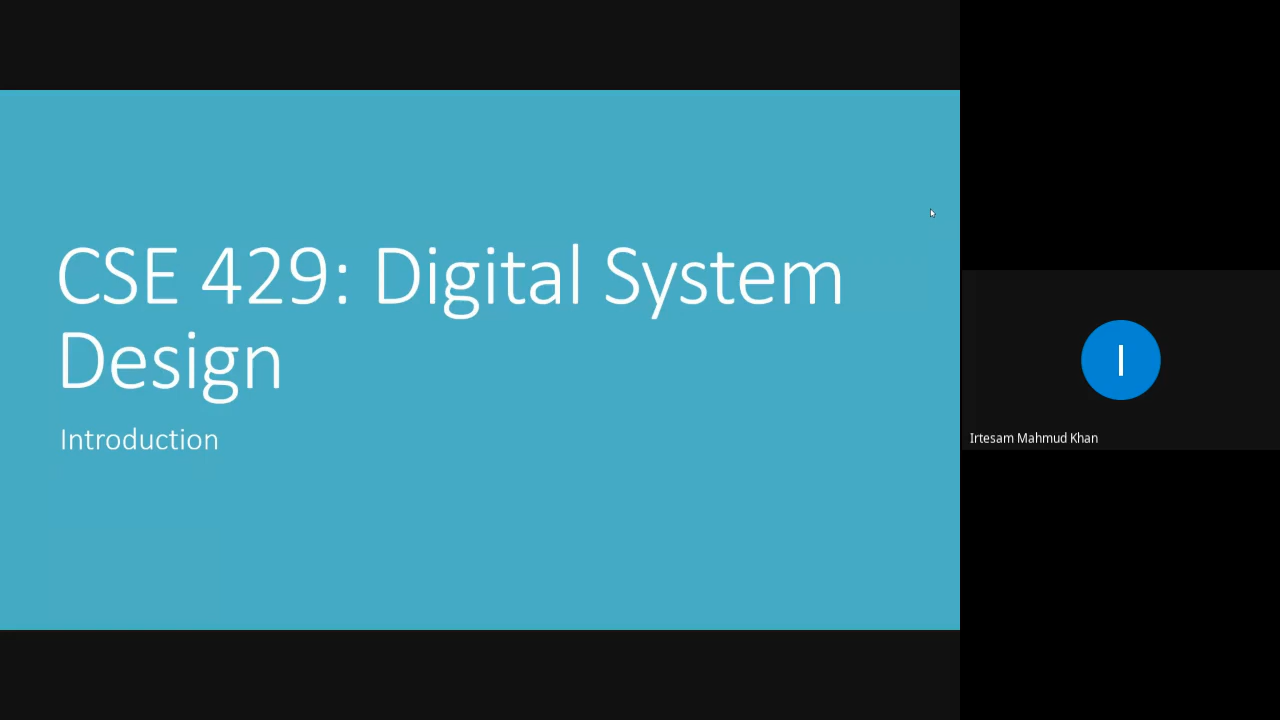 CSE 429: Digital System
Design
Introduction
I
Irtesam Mahmud Khan